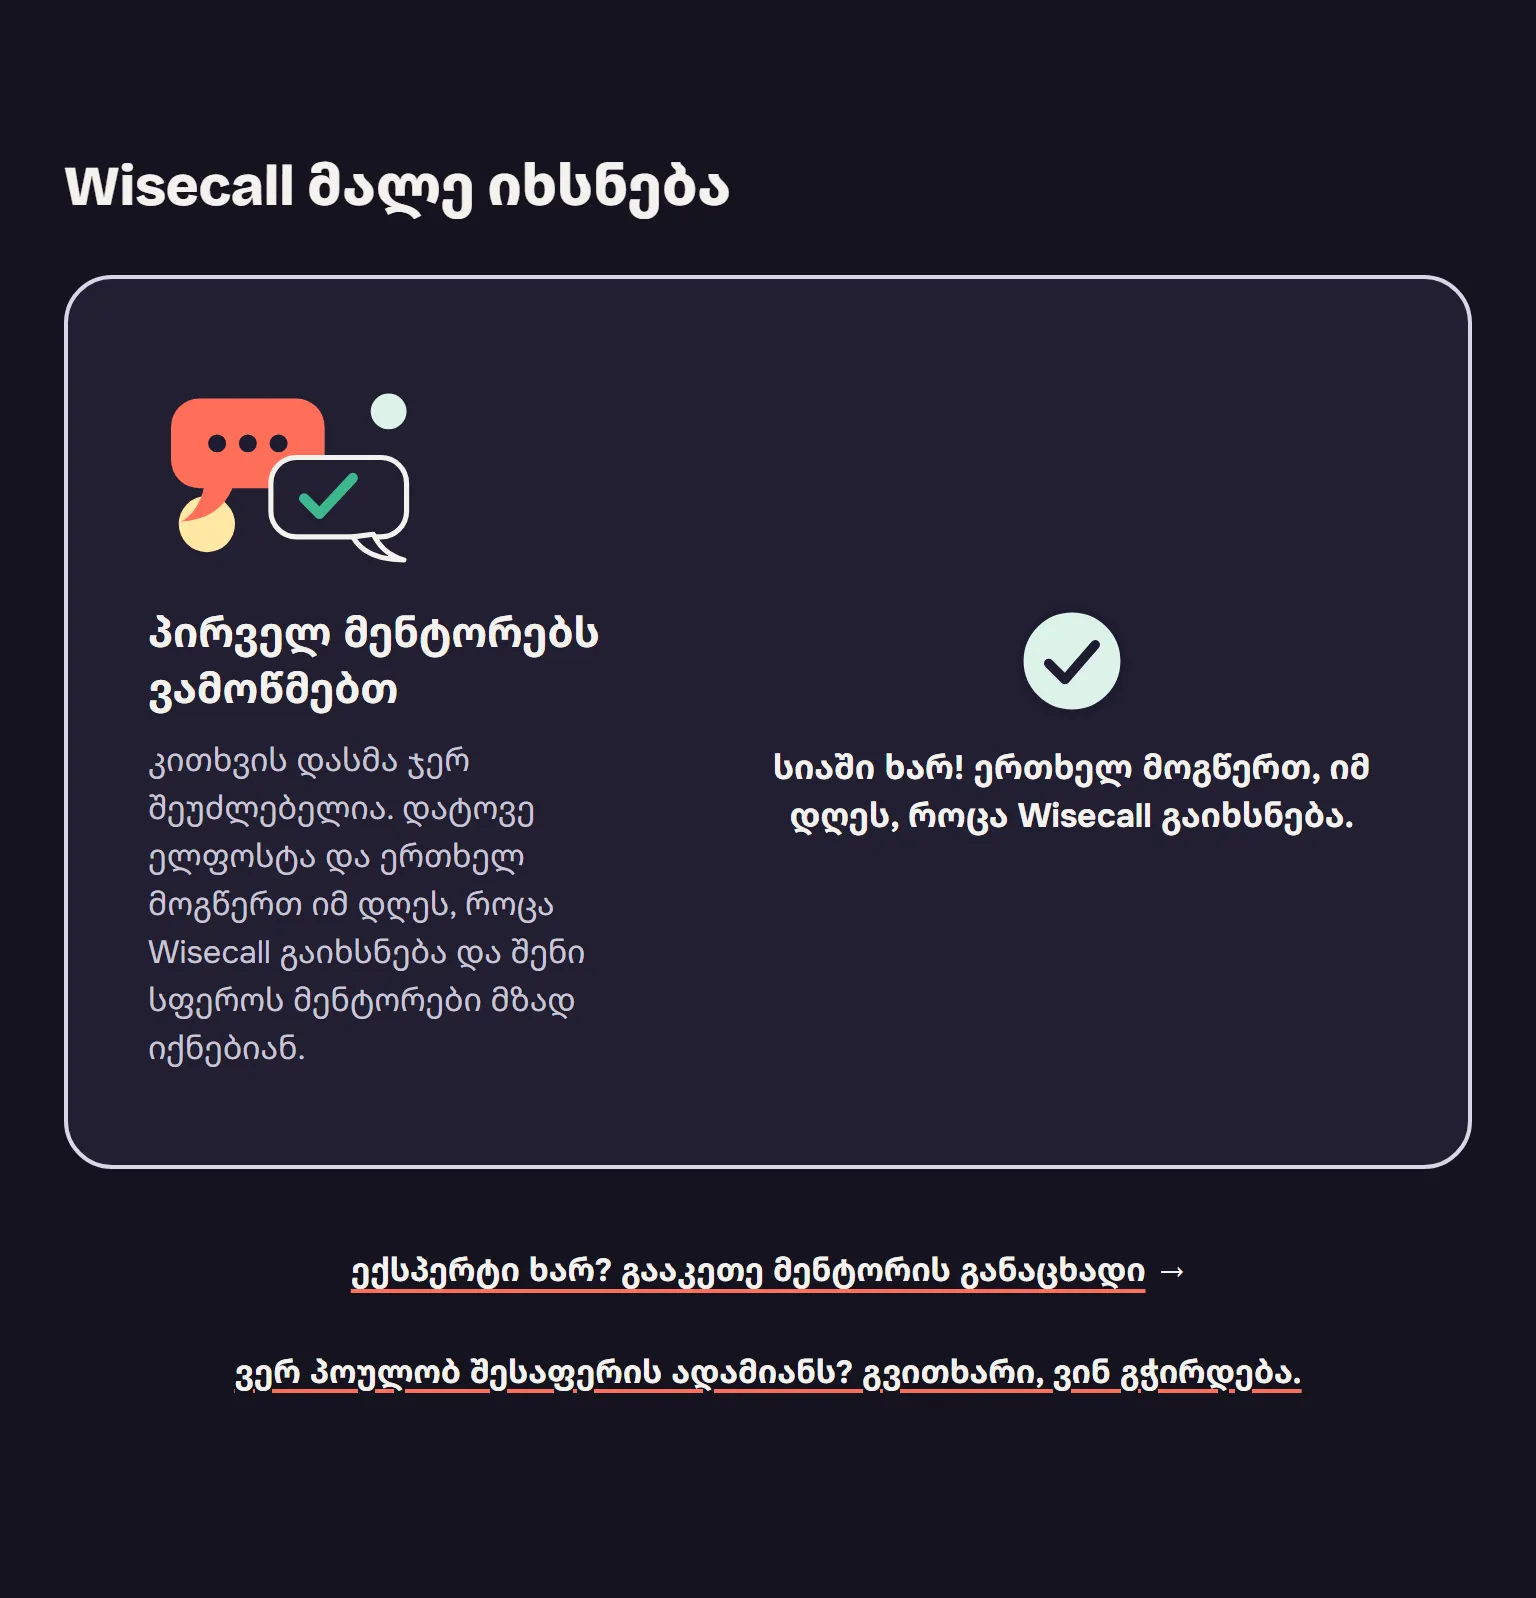 Wisecall მალე იხსნება
პირველ მენტორებს
ვამოწმებთ
კითხვის დასმა ჯერ
შეუძლებელია. დატოვე
ელფოსტა და ერთხელ
მოგწერთ იმ დღეს, როცა
Wisecall გაიხსნება და შენი
სფეროს მენტორები მზად
იქნებიან.
სიაში ხარ! ერთხელ მოგწერთ, იმ
დღეს, როცა Wisecall გაიხსნება.
ექსპერტი ხარ? გააკეთე მენტორის განაცხადი →
ვერ პოულობ შესაფერის ადამიანს? გვითხარი, ვინ გჭირდება.